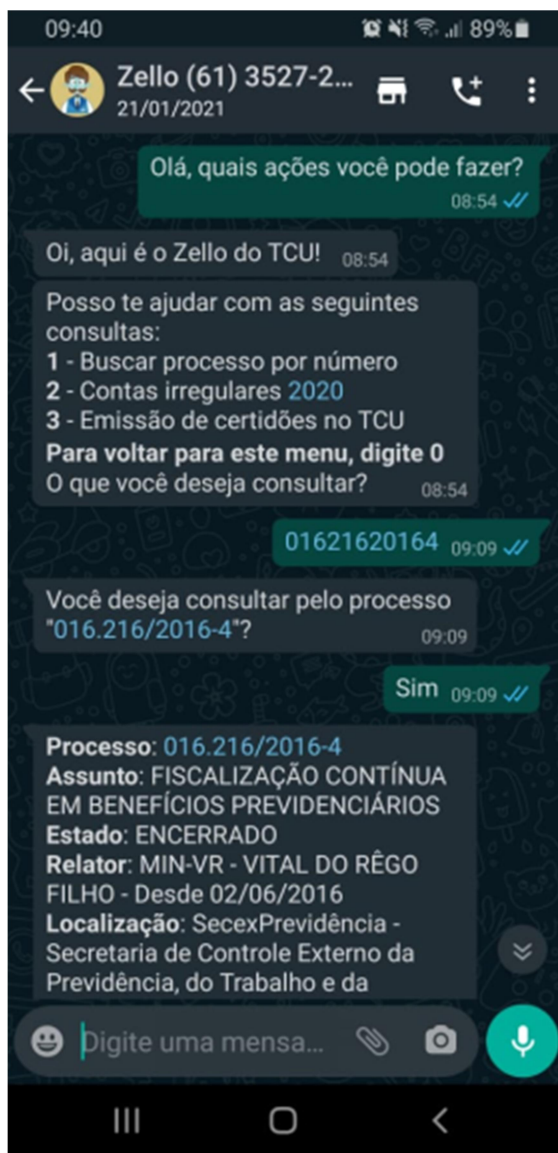 09:40
89%
Zello (61) 3527-2...
21/01/2021
Olá, quais ações você pode fazer?
08:54
Oi, aqui é o Zello do TCU! 08:54
Posso te ajudar com as seguintes
consultas:
1 - Buscar processo por número
2 - Contas irregulares 2020
3 - Emissão de certidões no TCU
Para voltar para este menu, digite 0
O que você deseja consultar? 08:54
01621620164 09:09
Você deseja consultar pelo processo
"016.216/2016-4"? 09:09
Sim 09:09
Processo: 016.216/2016-4
Assunto: FISCALIZAÇÃO CONTÍNUA
EM BENEFÍCIOS PREVIDENCIÁRIOS
Estado: ENCERRADO
Relator: MIN-VR - VITAL DO RÊGO
FILHO - Desde 02/06/2016
Localização: SecexPrevidência -
Secretaria de Controle Externo da
Previdência, do Trabalho e da
Digite uma mensa...